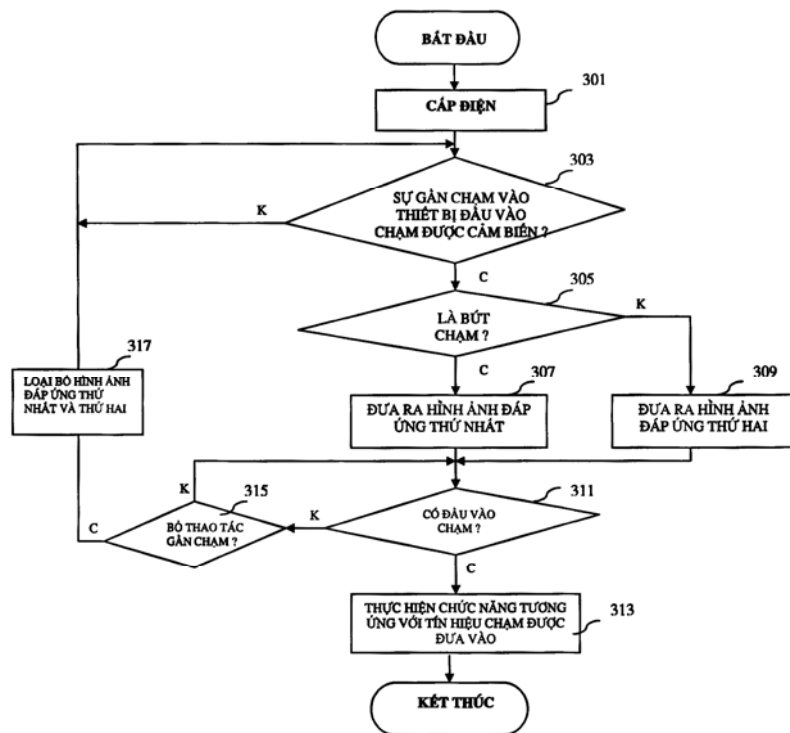 BẮT ĐẦU
301
CẤP ĐIỆN
303
SỰ GẦN CHẠM VÀO
THIẾT BỊ ĐẦU VÀO
CHẠM ĐƯỢC CẢM BIẾN ?
K
C
305
LÀ BÚT
CHẠM ?
K
C
317
LOẠI BỎ HÌNH ẢNH
ĐÁP ỨNG THỨ
NHẤT VÀ THỨ HAI
307
ĐƯA RA HÌNH ẢNH ĐÁP
ỨNG THỨ NHẤT
309
ĐƯA RA HÌNH ẢNH
ĐÁP ỨNG THỨ HAI
K
315
BỎ THAO TÁC
GẦN CHẠM ?
C
K
311
CÓ ĐẦU VÀO
CHẠM ?
C
THỰC HIỆN CHỨC NĂNG TƯƠNG
ỨNG VỚI TÍN HIỆU CHẠM ĐƯỢC
ĐƯA VÀO
313
KẾT THÚC